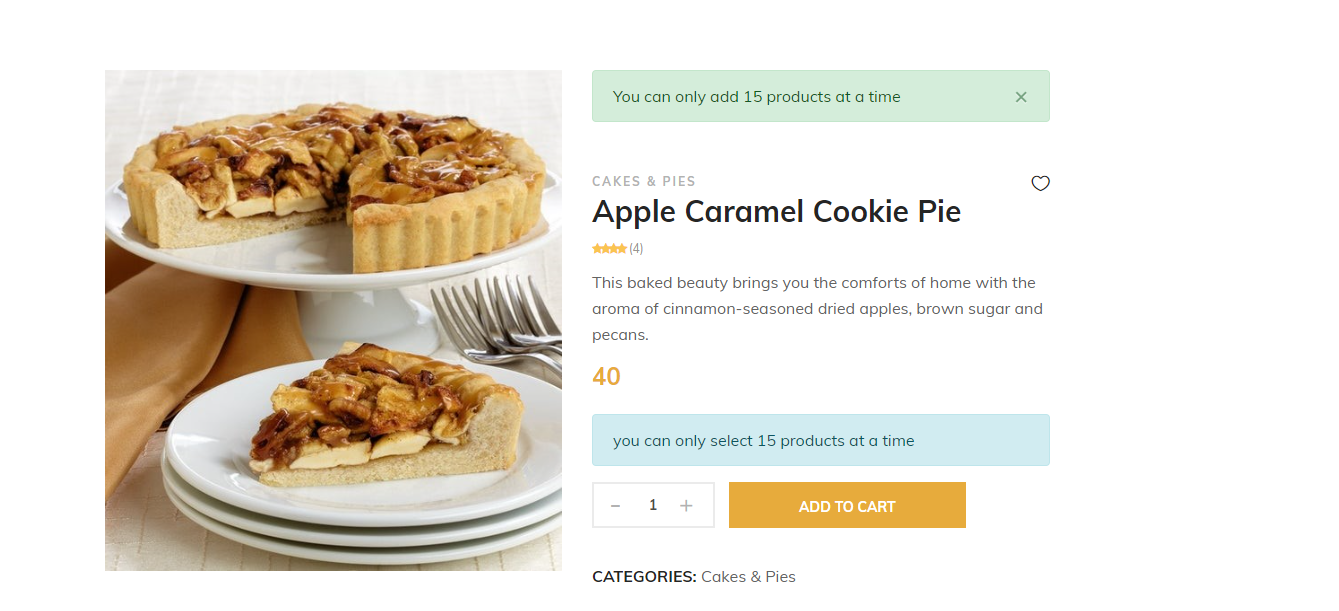 You can only add 15 products at a time ×
CAKES & PIES
Apple Caramel Cookie Pie
(4)
This baked beauty brings you the comforts of home with the
aroma of cinnamon-seasoned dried apples, brown sugar and
pecans.
40
you can only select 15 products at a time
− 1 + ADD TO CART
CATEGORIES: Cakes & Pies